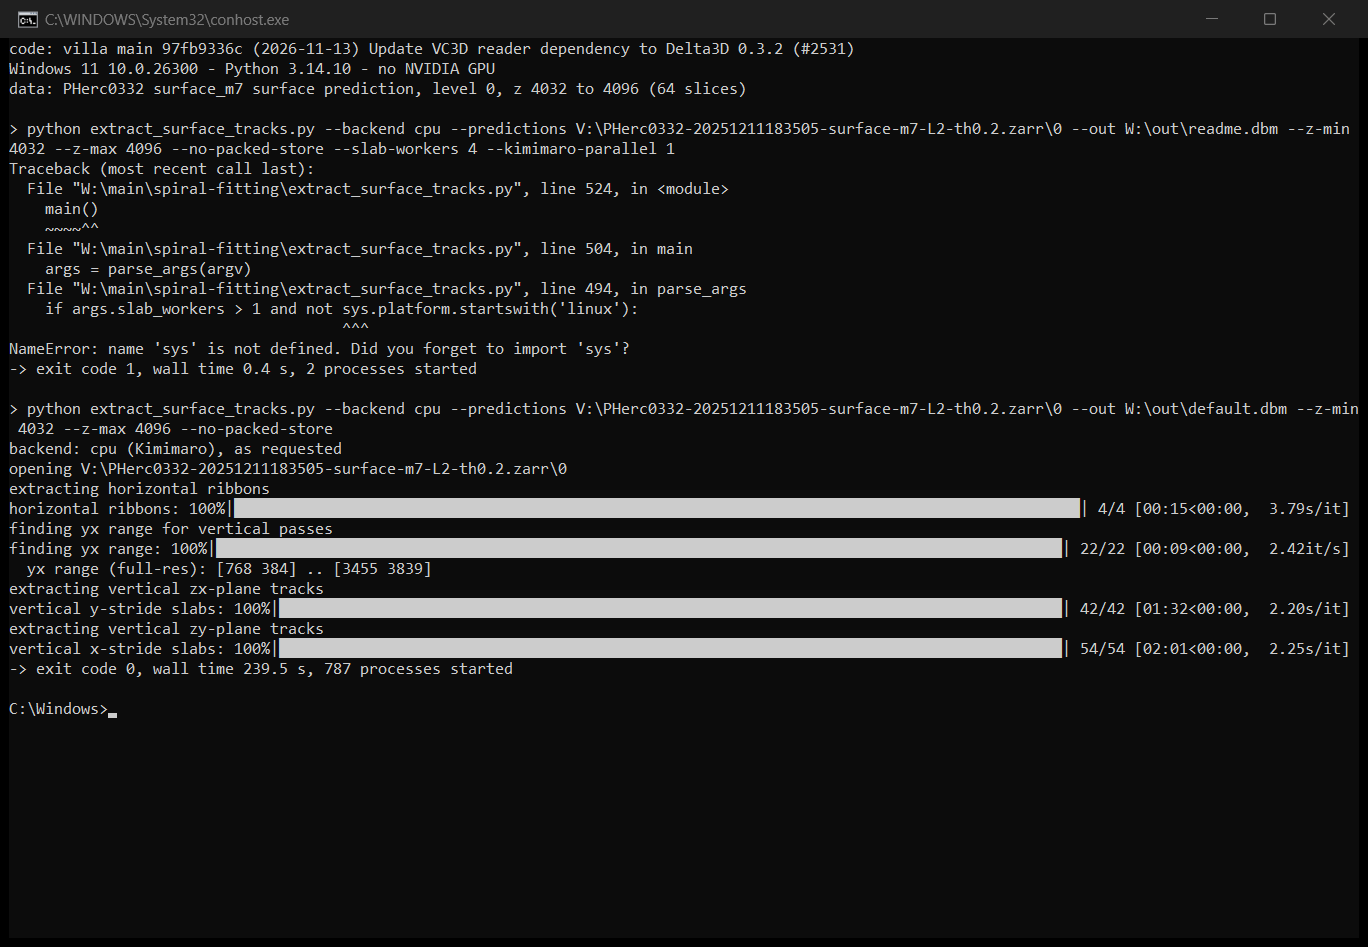 C:\WINDOWS\System32\conhost.exe
code: villa main 97fb9336c (2026-11-13) Update VC3D reader dependency to Delta3D 0.3.2 (#2531)
Windows 11 10.0.26300 - Python 3.14.10 - no NVIDIA GPU
data: PHerc0332 surface_m7 surface prediction, level 0, z 4032 to 4096 (64 slices)
> python extract_surface_tracks.py --backend cpu --predictions V:\PHerc0332-20251211183505-surface-m7-L2-th0.2.zarr\0 --out W:\out\readme.dbm --z-min
4032 --z-max 4096 --no-packed-store --slab-workers 4 --kimimaro-parallel 1
Traceback (most recent call last):
  File "W:\main\spiral-fitting\extract_surface_tracks.py", line 524, in <module>
    main()
    ~~~~^^
  File "W:\main\spiral-fitting\extract_surface_tracks.py", line 504, in main
    args = parse_args(argv)
  File "W:\main\spiral-fitting\extract_surface_tracks.py", line 494, in parse_args
    if args.slab_workers > 1 and not sys.platform.startswith('linux'):
                                     ^^^
NameError: name 'sys' is not defined. Did you forget to import 'sys'?
-> exit code 1, wall time 0.4 s, 2 processes started
> python extract_surface_tracks.py --backend cpu --predictions V:\PHerc0332-20251211183505-surface-m7-L2-th0.2.zarr\0 --out W:\out\default.dbm --z-min
 4032 --z-max 4096 --no-packed-store
backend: cpu (Kimimaro), as requested
opening V:\PHerc0332-20251211183505-surface-m7-L2-th0.2.zarr\0
extracting horizontal ribbons
horizontal ribbons: 100%|██████████| 4/4 [00:15<00:00,  3.79s/it]
finding yx range for vertical passes
finding yx range: 100%|██████████| 22/22 [00:09<00:00,  2.42it/s]
  yx range (full-res): [768 384] .. [3455 3839]
extracting vertical zx-plane tracks
vertical y-stride slabs: 100%|██████████| 42/42 [01:32<00:00,  2.20s/it]
extracting vertical zy-plane tracks
vertical x-stride slabs: 100%|██████████| 54/54 [02:01<00:00,  2.25s/it]
-> exit code 0, wall time 239.5 s, 787 processes started
C:\Windows>